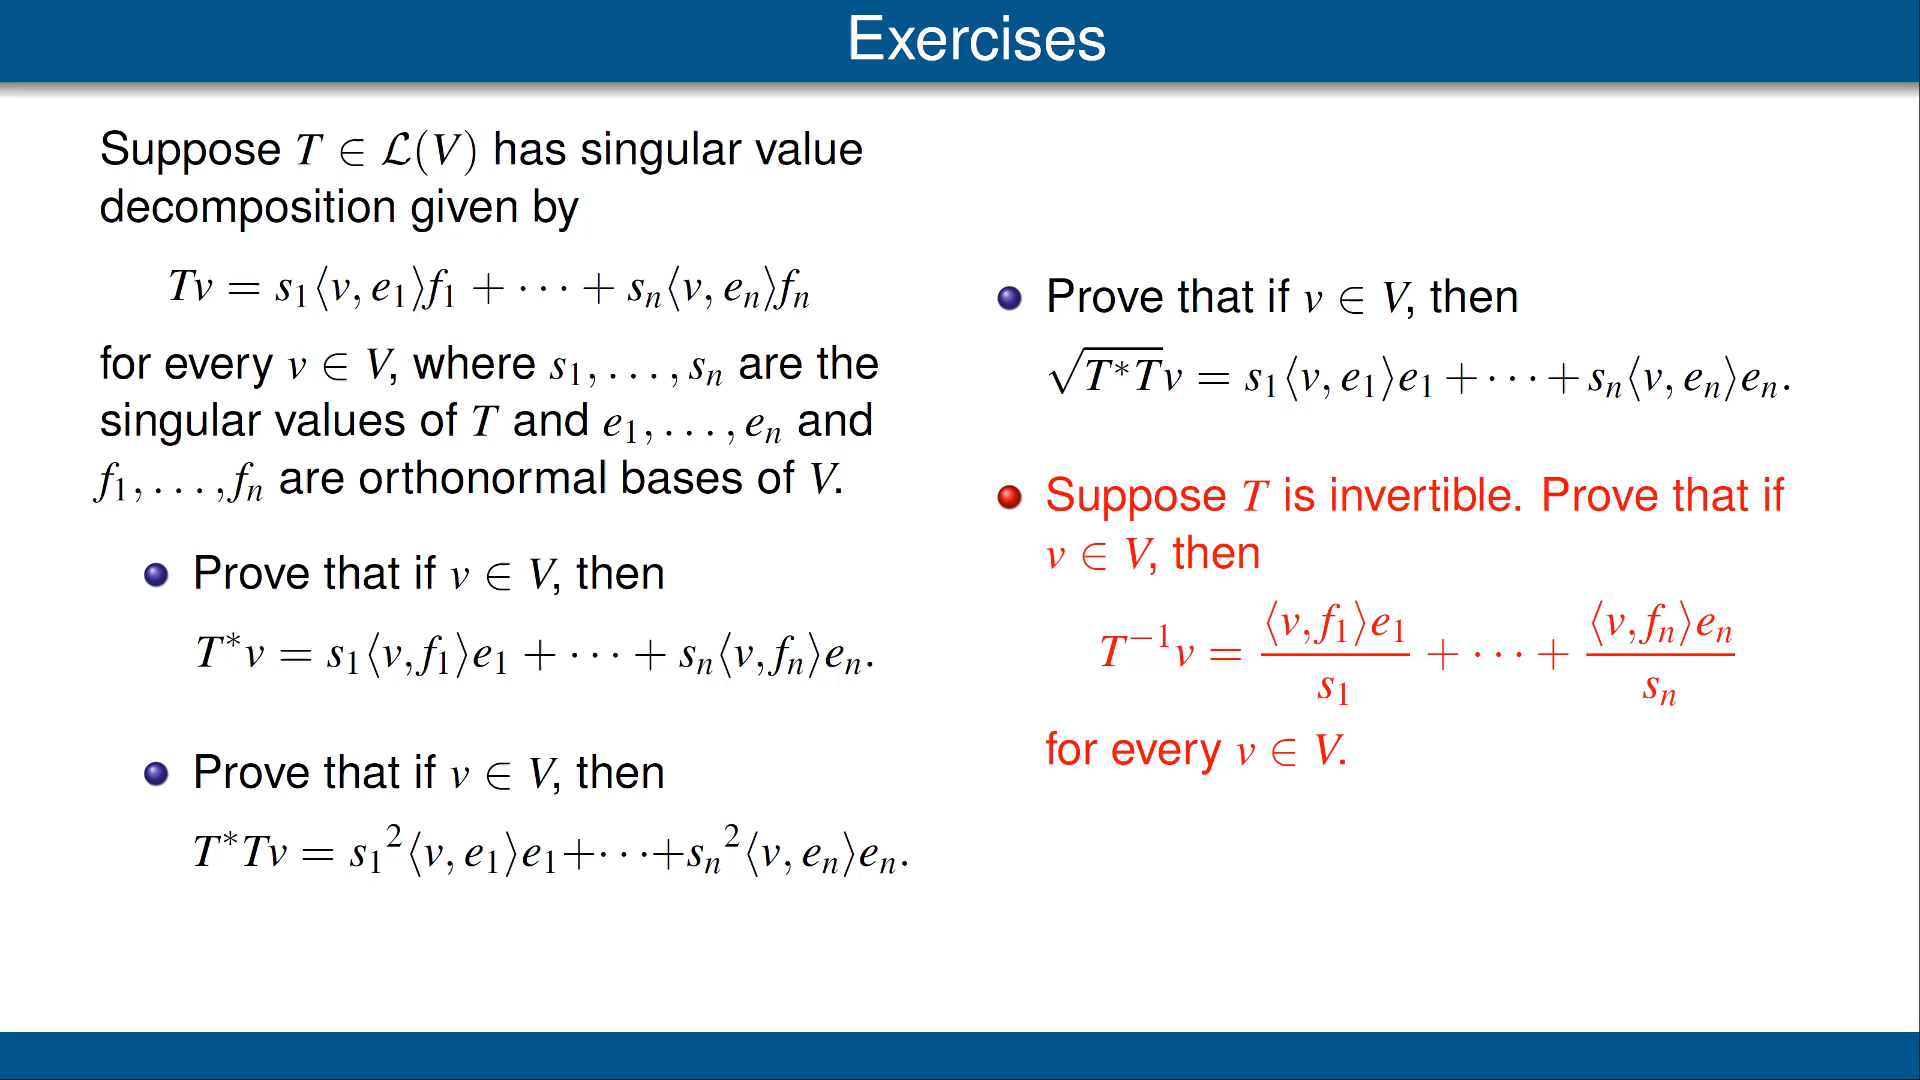 Exercises
Suppose T ∈ ℒ(V) has singular value
decomposition given by
Tv = s₁⟨v, e₁⟩f₁ + · · · + sₙ⟨v, eₙ⟩fₙ
for every v ∈ V, where s₁, . . . , sₙ are the
singular values of T and e₁, . . . , eₙ and
f₁, . . . , fₙ are orthonormal bases of V.
Prove that if v ∈ V, then
T*v = s₁⟨v, f₁⟩e₁ + · · · + sₙ⟨v, fₙ⟩eₙ.
Prove that if v ∈ V, then
T*Tv = s₁²⟨v, e₁⟩e₁+· · ·+sₙ²⟨v, eₙ⟩eₙ.
Prove that if v ∈ V, then
√(T*T)v = s₁⟨v, e₁⟩e₁ + · · · + sₙ⟨v, eₙ⟩eₙ.
Suppose T is invertible. Prove that if
v ∈ V, then
T⁻¹v = ⟨v, f₁⟩e₁/s₁ + · · · + ⟨v, fₙ⟩eₙ/sₙ
for every v ∈ V.